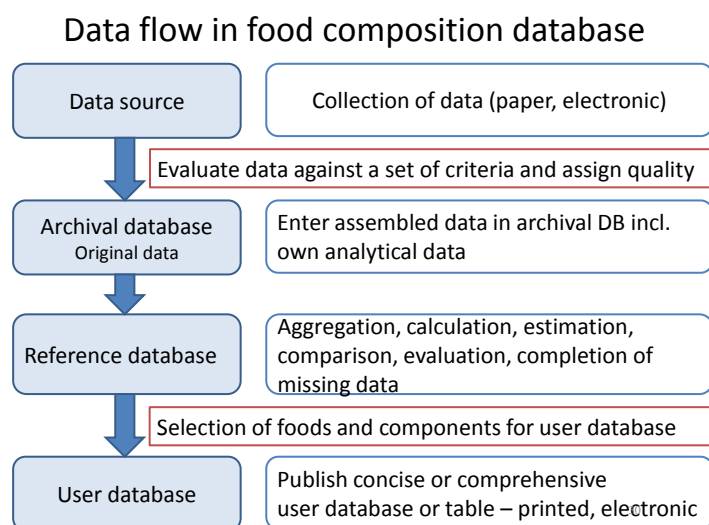 Data flow in food composition database
Data source
Collection of data (paper, electronic)
Evaluate data against a set of criteria and assign quality
Archival database
Original data
Enter assembled data in archival DB incl.
own analytical data
Reference database
Aggregation, calculation, estimation,
comparison, evaluation, completion of
missing data
Selection of foods and components for user database
User database
Publish concise or comprehensive
user database or table – printed, electronic